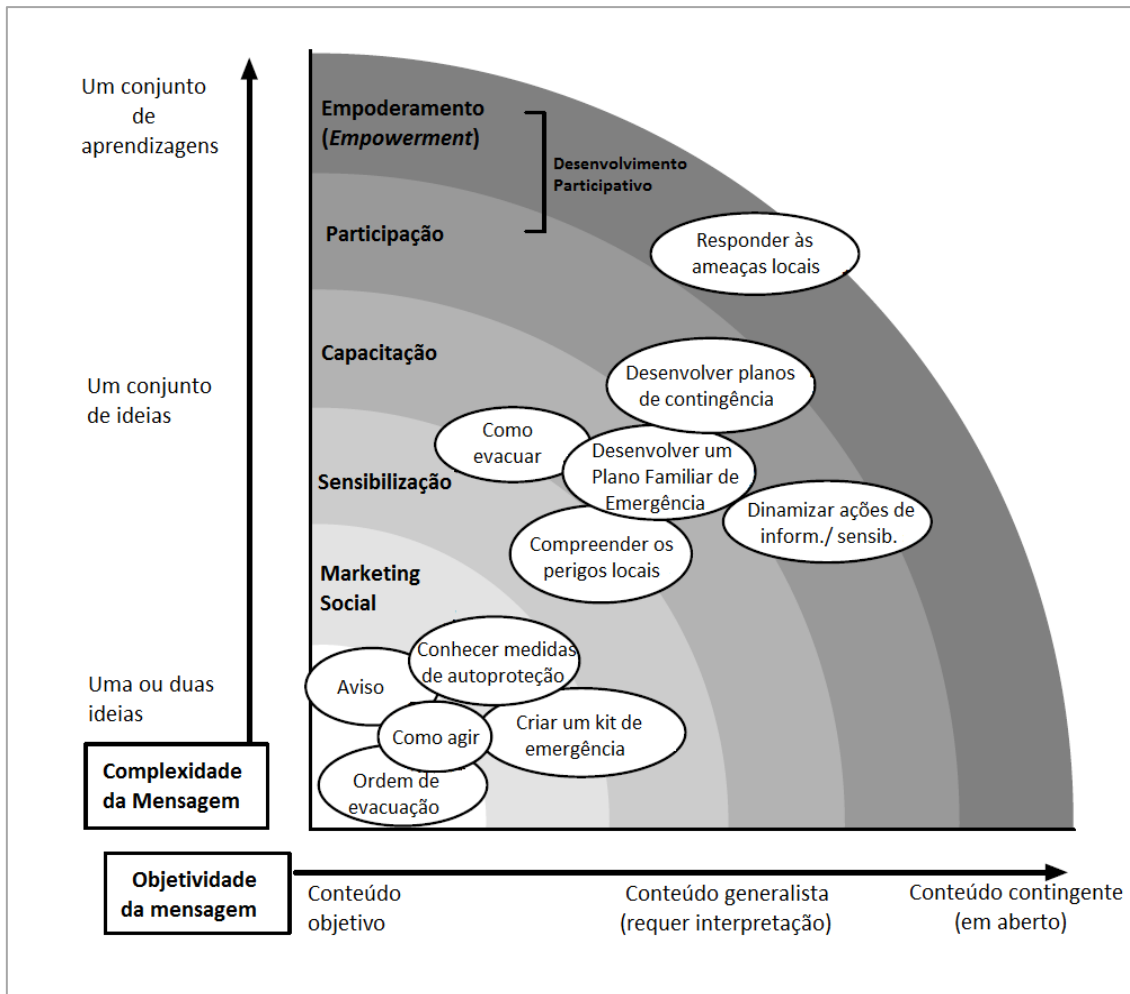 Um conjunto
de
aprendizagens
Empoderamento
(Empowerment)
Desenvolvimento
Participativo
Participação
Responder às
ameaças locais
Capacitação
Um conjunto
de ideias
Desenvolver planos
de contingência
Como
evacuar
Desenvolver um
Plano Familiar de
Emergência
Sensibilização
Dinamizar ações de
inform./ sensib.
Compreender os
perigos locais
Marketing
Social
Conhecer medidas
de autoproteção
Uma ou duas
ideias
Aviso
Como agir
Criar um kit de
emergência
Ordem de
evacuação
Complexidade
da Mensagem
Objetividade
da mensagem
Conteúdo
objetivo
Conteúdo generalista
(requer interpretação)
Conteúdo contingente
(em aberto)